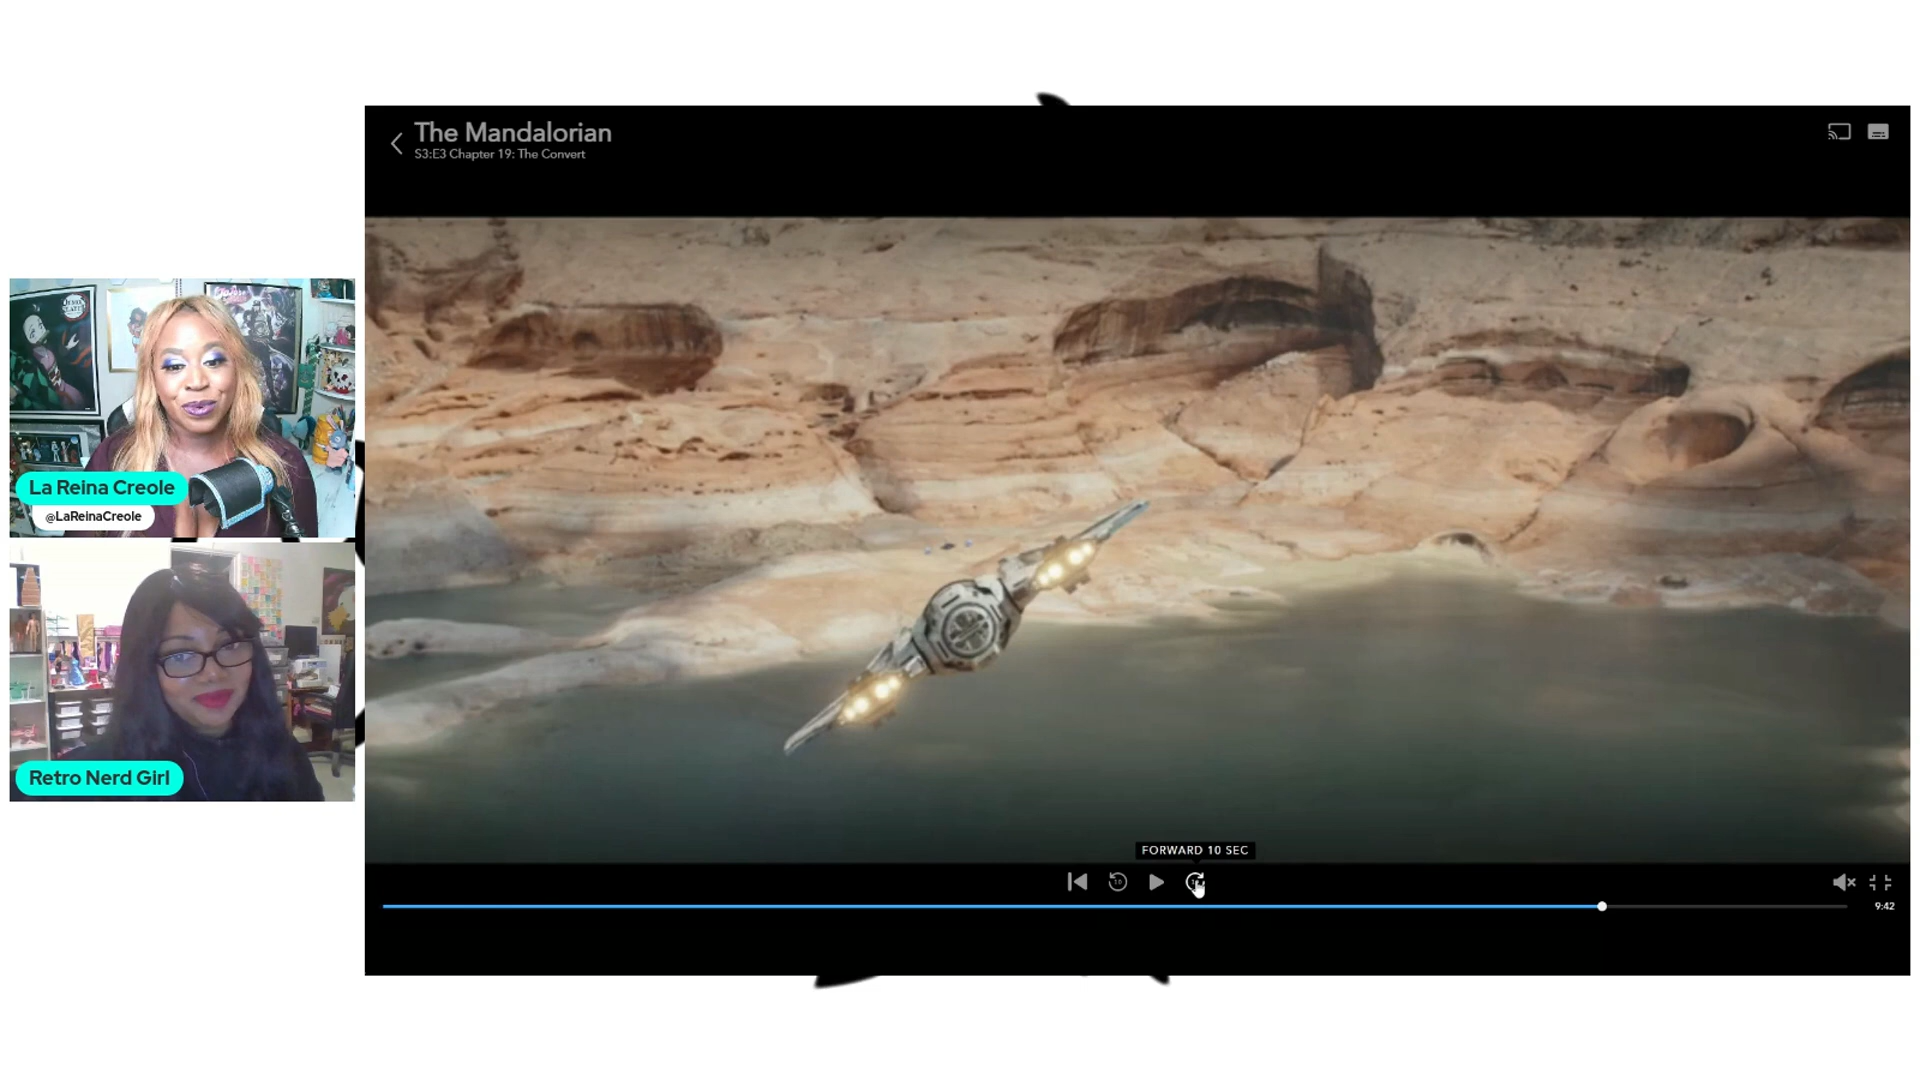 The Mandalorian
S3:E3 Chapter 19: The Convert
La Reina Creole
@LaReinaCreole
Retro Nerd Girl
FORWARD 10 SEC
10
9:42